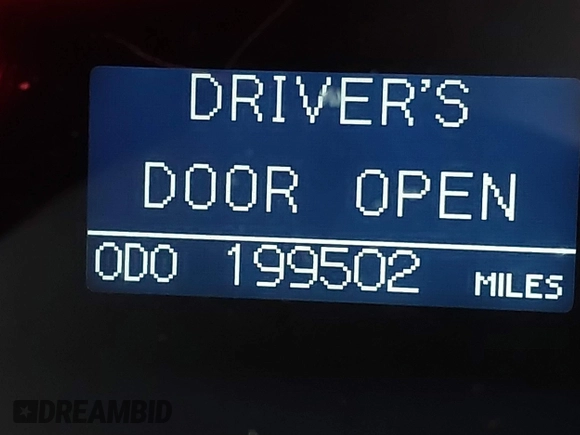 DRIVER'S
DOOR OPEN
ODO 199502 MILES
DREAMBID